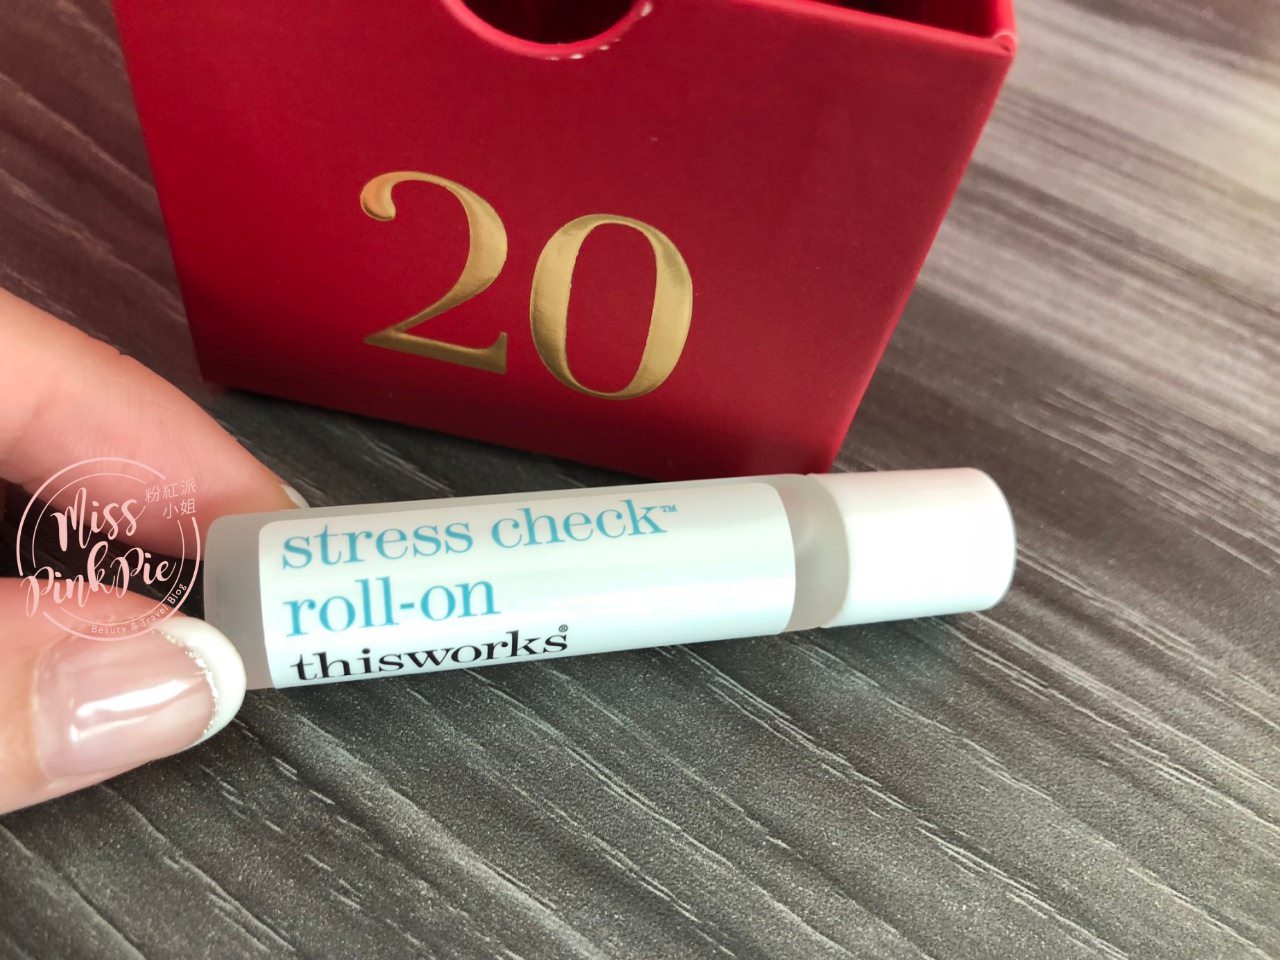 20
stress check™
roll-on
thisworks®
Miss
PinkPie
粉紅派
小姐
Beauty & Travel Blog